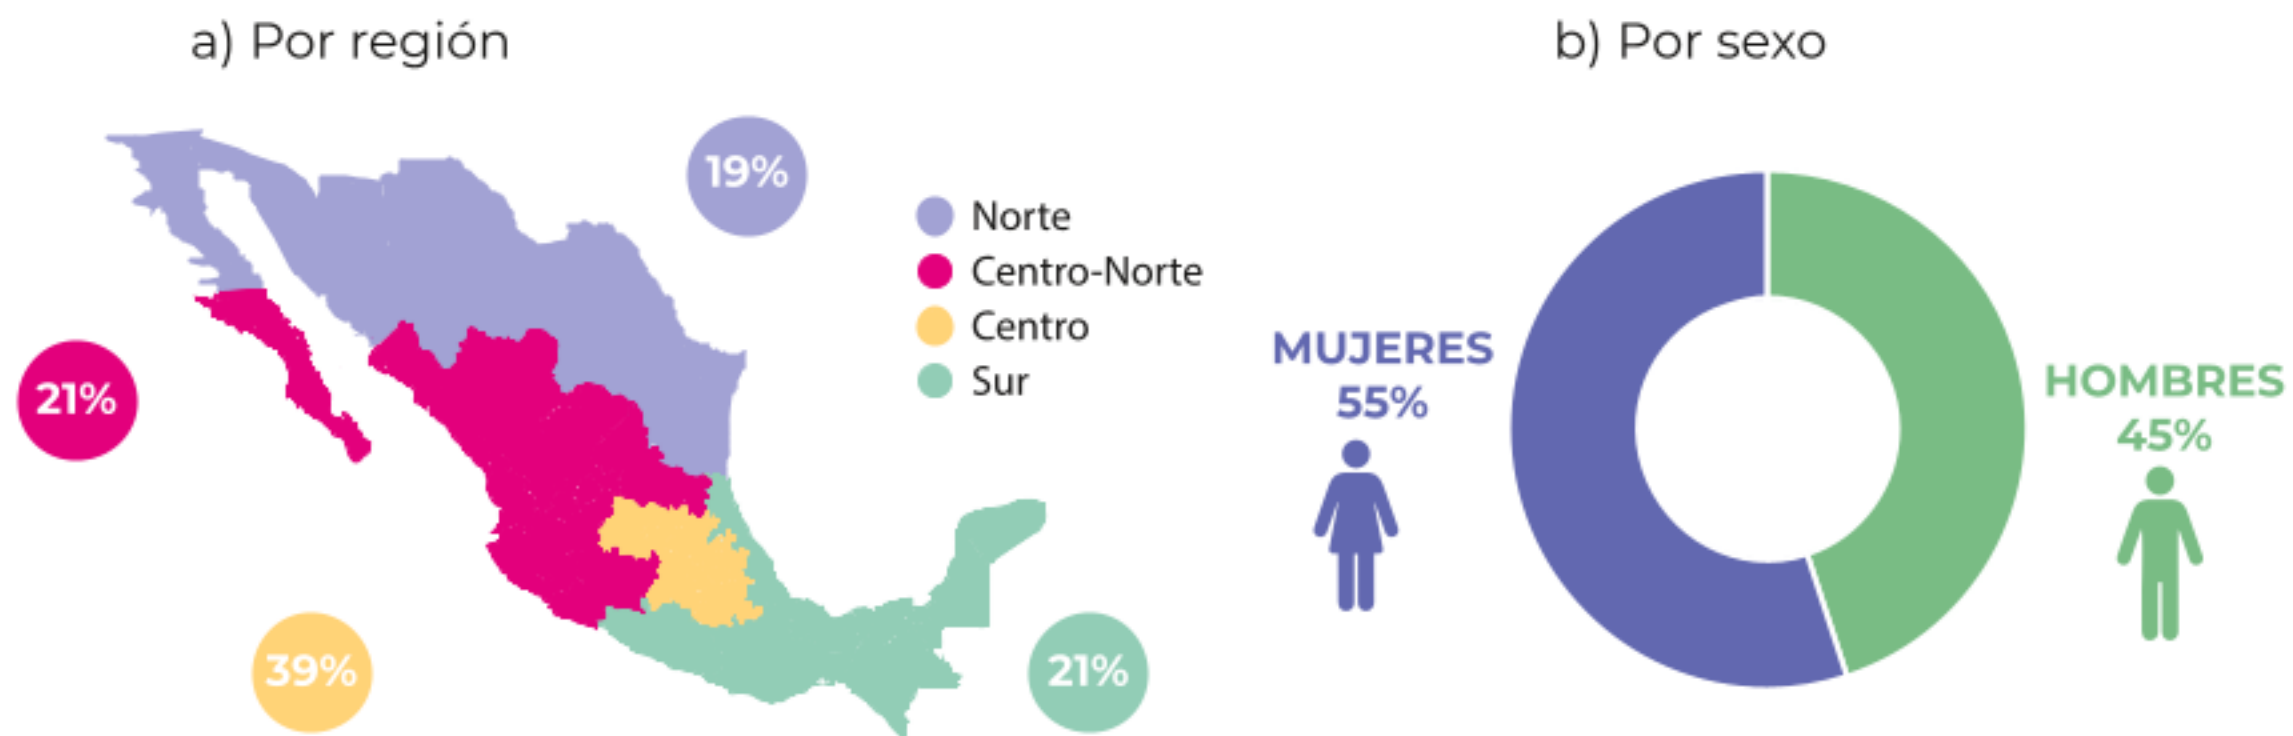 a) Por región
19%
21%
39%
21%
Norte
Centro-Norte
Centro
Sur
b) Por sexo
MUJERES
55%
HOMBRES
45%